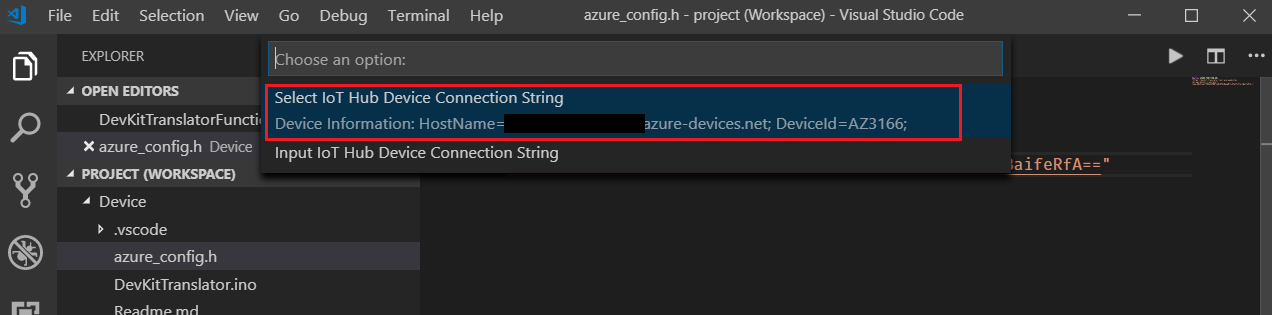 File Edit Selection View Go Debug Terminal Help azure_config.h - project (Workspace) - Visual Studio Code
EXPLORER
Choose an option:
OPEN EDITORS
Select IoT Hub Device Connection String
Device Information: HostName= azure-devices.net; DeviceId=AZ3166;
Input IoT Hub Device Connection String
DevKitTranslatorFuncti
azure_config.h Device
BaifeRfA=="
PROJECT (WORKSPACE)
Device
.vscode
azure_config.h
DevKitTranslator.ino
Readme.md